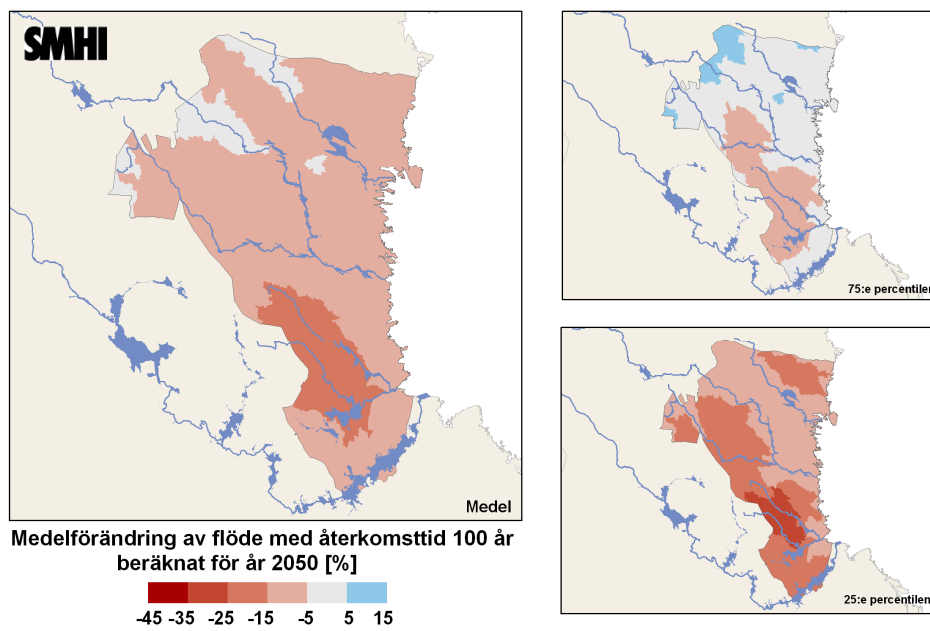 SMHI
Medel
75:e percentilen
25:e percentilen
Medelförändring av flöde med återkomsttid 100 år
beräknat för år 2050 [%]
-45 -35 -25 -15 -5 5 15